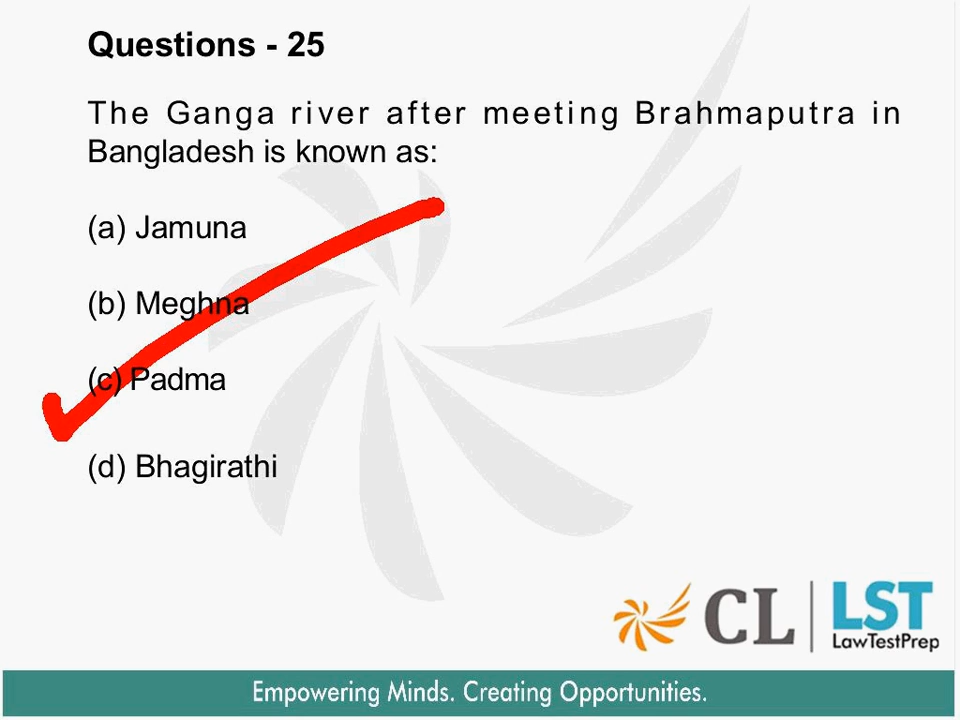 Questions - 25
The Ganga river after meeting Brahmaputra in
Bangladesh is known as:
(a) Jamuna
(b) Meghna
(c) Padma
(d) Bhagirathi
CL
LST
LawTestPrep
Empowering Minds. Creating Opportunities.